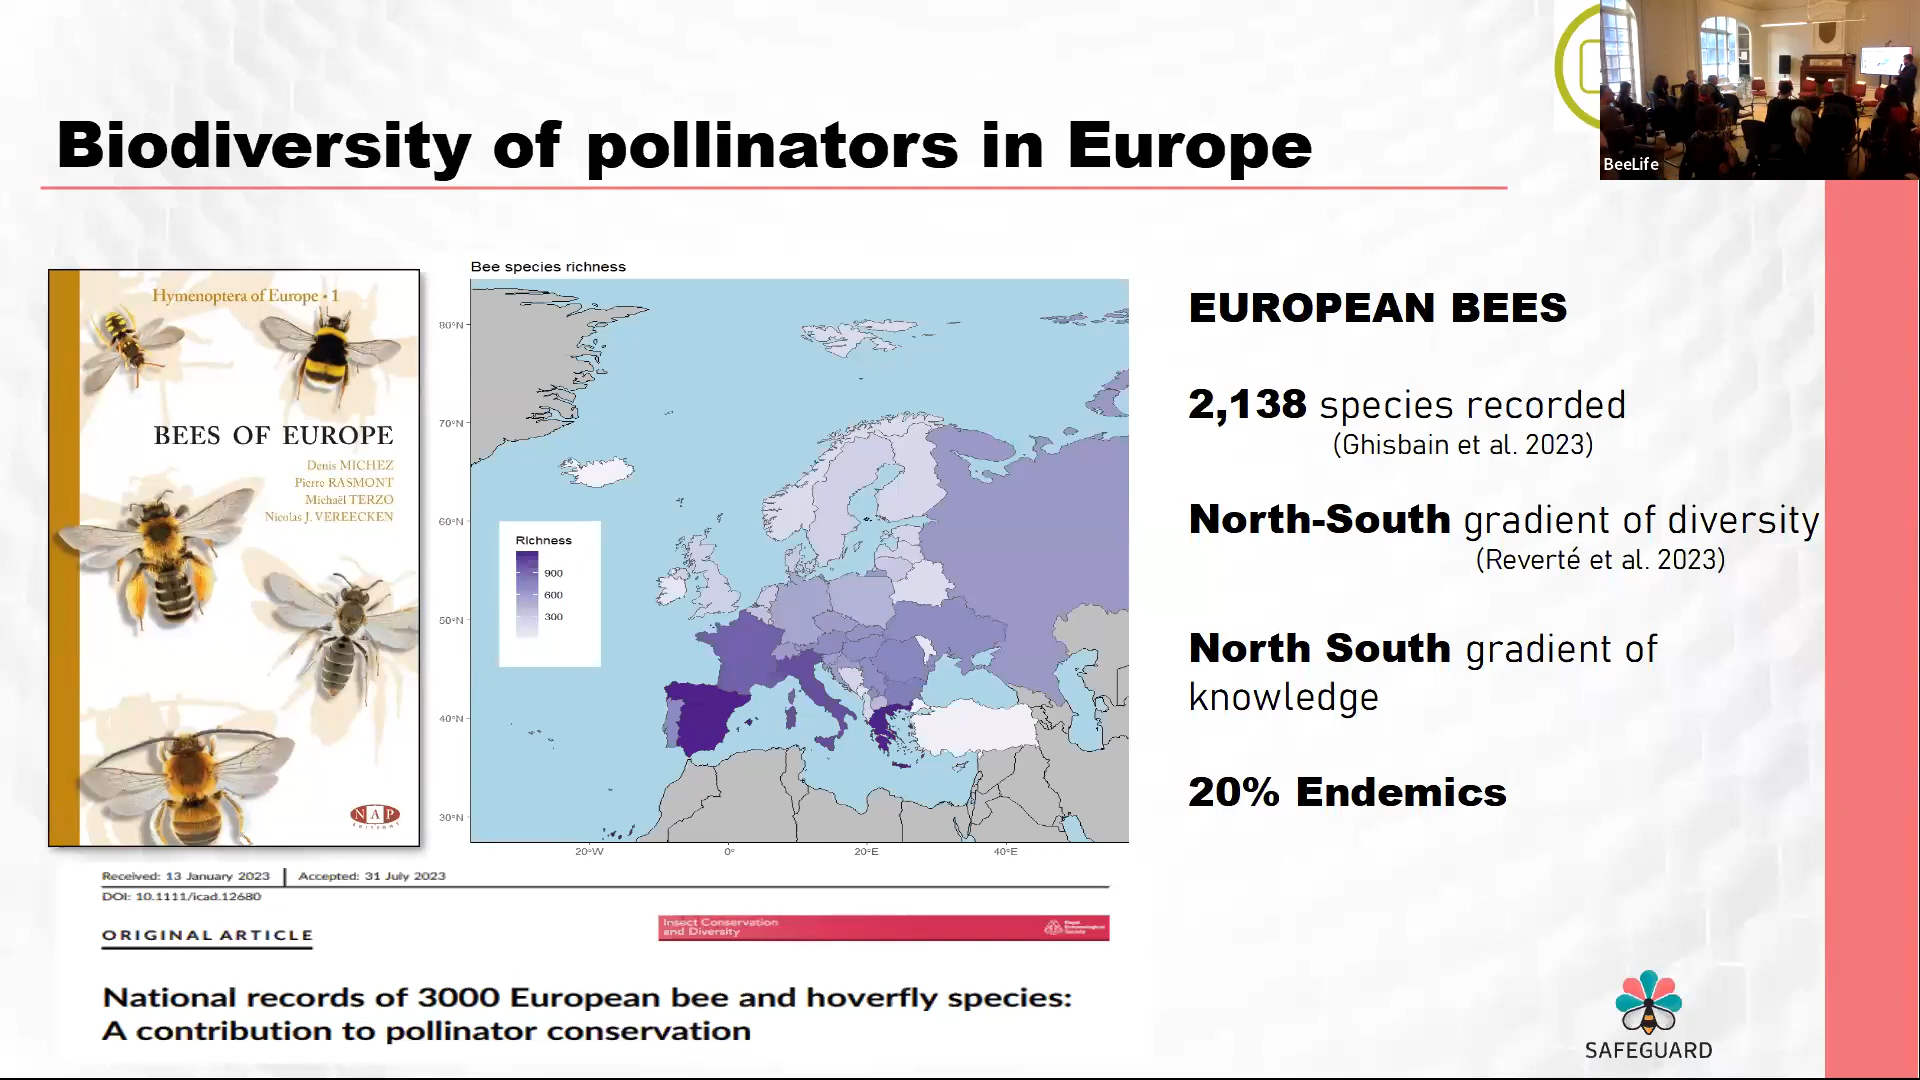 Biodiversity of pollinators in Europe
BeeLife
Hymenoptera of Europe • 1
BEES OF EUROPE
Denis MICHEZ
Pierre RASMONT
Michaël TERZO
Nicolas J. VEREECKEN
NAP
EDITIONS
Bee species richness
80°N
70°N
60°N
50°N
40°N
30°N
20°W
0°
20°E
40°E
Richness
900
600
300
EUROPEAN BEES
2,138 species recorded
(Ghisbain et al. 2023)
North-South gradient of diversity
(Reverté et al. 2023)
North South gradient of
knowledge
20% Endemics
Received: 13 January 2023 | Accepted: 31 July 2023
DOI: 10.1111/icad.12680
ORIGINAL ARTICLE
Insect Conservation
and Diversity
Royal
Entomological
Society
National records of 3000 European bee and hoverfly species:
A contribution to pollinator conservation
SAFEGUARD